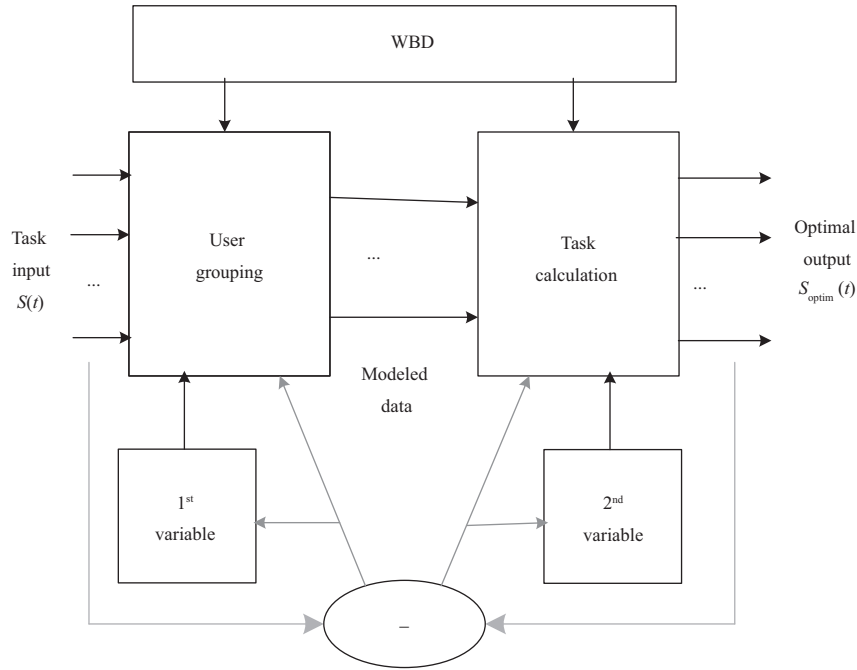 WBD
Task
input
S(t)
...
User
grouping
...
Task
calculation
...
Optimal
output
S_optim (t)
Modeled
data
1st
variable
2nd
variable
–